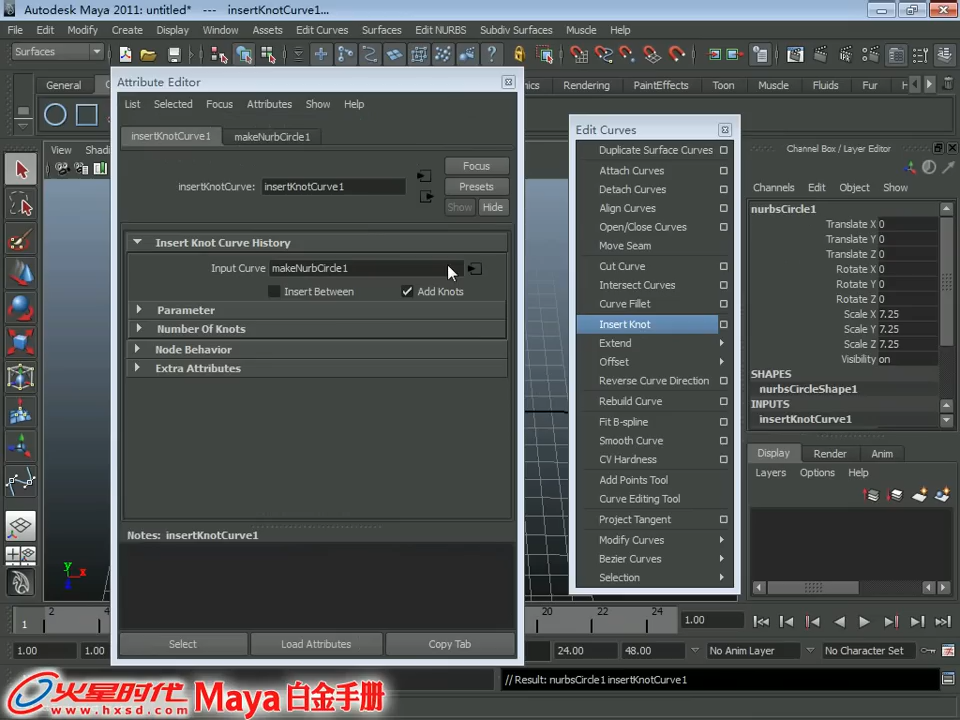 Autodesk Maya 2011: untitled* --- insertKnotCurve1...
File Edit Modify Create Display Window Assets Edit Curves Surfaces Edit NURBS Subdiv Surfaces Muscle Help
Surfaces
General
Rendering PaintEffects Toon Muscle Fluids Fur
Attribute Editor
List Selected Focus Attributes Show Help
insertKnotCurve1 makeNurbCircle1
insertKnotCurve: insertKnotCurve1
Focus
Presets
Show Hide
Insert Knot Curve History
Input Curve makeNurbCircle1
Insert Between Add Knots
Parameter
Number Of Knots
Node Behavior
Extra Attributes
Notes: insertKnotCurve1
Select Load Attributes Copy Tab
View Shadi
y x z
Edit Curves
Duplicate Surface Curves
Attach Curves
Detach Curves
Align Curves
Open/Close Curves
Move Seam
Cut Curve
Intersect Curves
Curve Fillet
Insert Knot
Extend
Offset
Reverse Curve Direction
Rebuild Curve
Fit B-spline
Smooth Curve
CV Hardness
Add Points Tool
Curve Editing Tool
Project Tangent
Modify Curves
Bezier Curves
Selection
Channel Box / Layer Editor
Channels Edit Object Show
nurbsCircle1
Translate X 0
Translate Y 0
Translate Z 0
Rotate X 0
Rotate Y 0
Rotate Z 0
Scale X 7.25
Scale Y 7.25
Scale Z 7.25
Visibility on
SHAPES
nurbsCircleShape1
INPUTS
insertKnotCurve1
Display Render Anim
Layers Options Help
1 2 4 20 22 24 1.00
1.00 1.00 24.00 48.00 No Anim Layer No Character Set
// Result: nurbsCircle1 insertKnotCurve1
火星时代
www.hxsd.com
Maya 白金手册